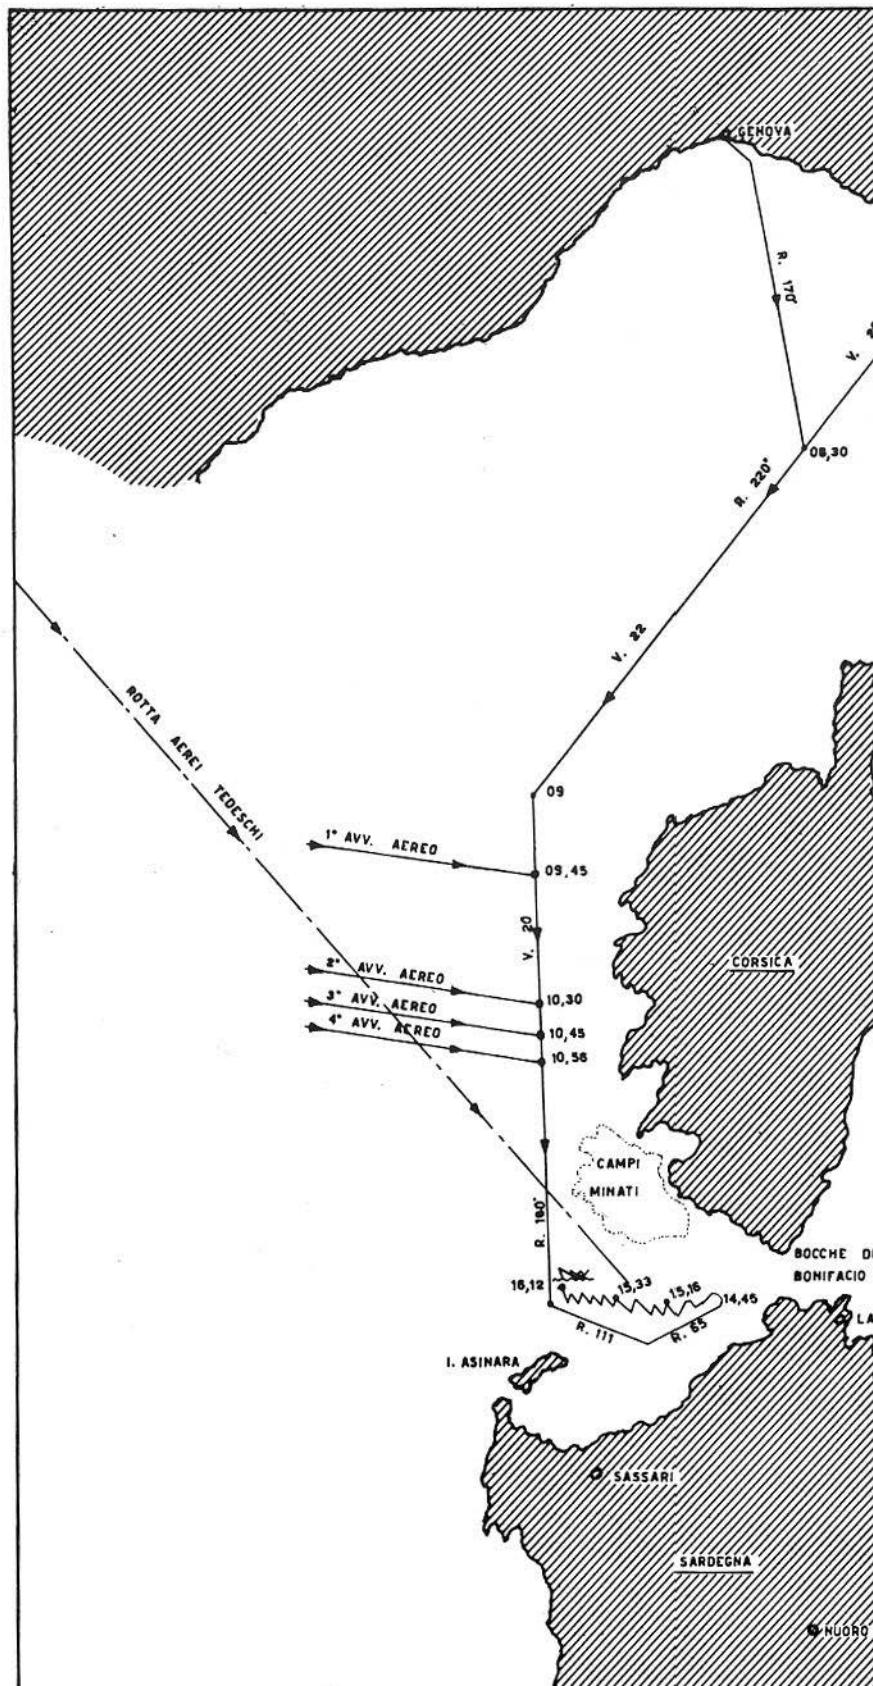 GENOVA
R. 170°
V. 2
08,30
R. 220°
V. 22
ROTTA AEREI TEDESCHI
09
1° AVV. AEREO
09,45
V. 20
CORSICA
2° AVV. AEREO
10,30
3° AVV. AEREO
10,45
4° AVV. AEREO
10,56
CAMPI
MINATI
R. 180°
BOCCHE DI
BONIFACIO
16,12
15,33
15,16
14,45
LA
R. 111
R. 65
I. ASINARA
SASSARI
SARDEGNA
NUORO